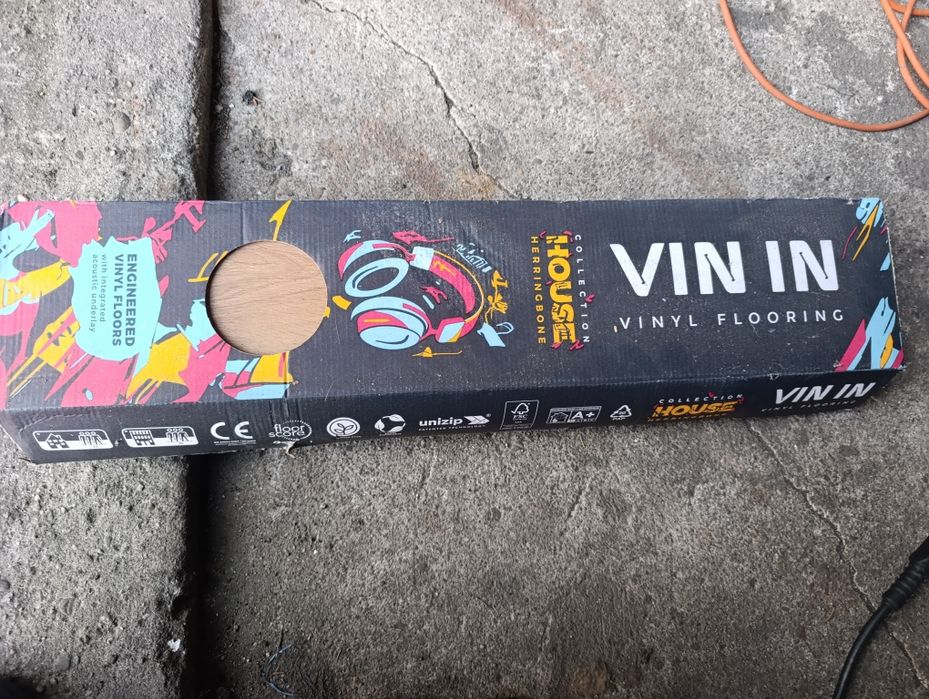 VIN IN
VINYL FLOORING
COLLECTION
HOUSE
HERRINGBONE
ENGINEERED
VINYL FLOORS
with integrated
acoustic underlay
CE
floor
score
unizip
PATENTED TECHNOLOGY
FSC
A+
COLLECTION
HOUSE
HERRINGBONE
VIN IN
VINYL FLOORING